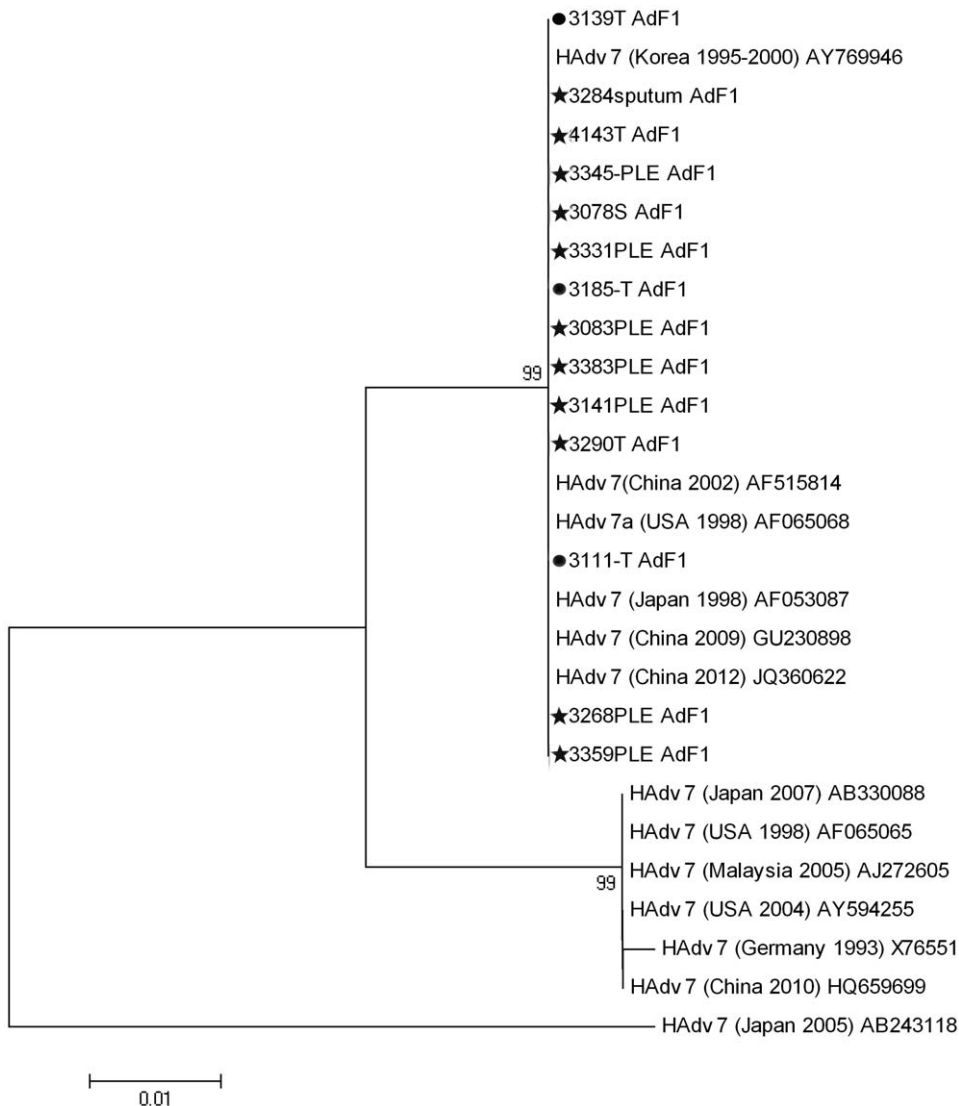 ●3139T AdF1
HAdv 7 (Korea 1995-2000) AY769946
★3284sputum AdF1
★4143T AdF1
★3345-PLE AdF1
★3078S AdF1
★3331PLE AdF1
●3185-T AdF1
★3083PLE AdF1
99
★3383PLE AdF1
★3141PLE AdF1
★3290T AdF1
HAdv 7(China 2002) AF515814
HAdv 7a (USA 1998) AF065068
●3111-T AdF1
HAdv 7 (Japan 1998) AF053087
HAdv 7 (China 2009) GU230898
HAdv 7 (China 2012) JQ360622
★3268PLE AdF1
★3359PLE AdF1
HAdv 7 (Japan 2007) AB330088
HAdv 7 (USA 1998) AF065065
HAdv 7 (Malaysia 2005) AJ272605
99
HAdv 7 (USA 2004) AY594255
HAdv 7 (Germany 1993) X76551
HAdv 7 (China 2010) HQ659699
HAdv 7 (Japan 2005) AB243118
0.01